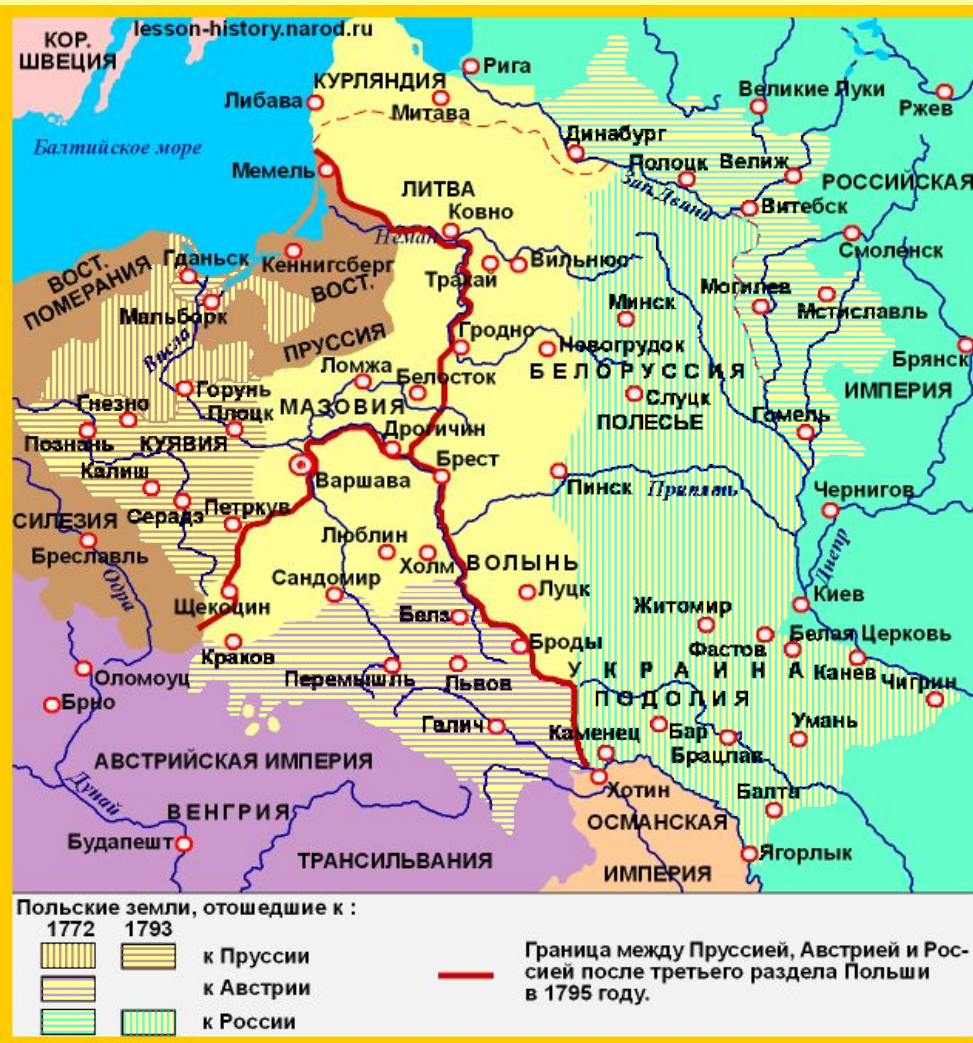 lesson-history.narod.ru
КОР.
ШВЕЦИЯ
КУРЛЯНДИЯ
Рига
Либава
Митава
Великие Луки
Ржев
Балтийское море
Динабург
Полоцк
Велиж
Мемель
Зап. Двина
РОССИЙСКАЯ
ЛИТВА
Витебск
Ковно
Неман
Смоленск
Гданьск
Кеннигсберг
Тракай
Вильнюс
ВОСТ.
ПОМЕРАНИЯ
ВОСТ.
Могилев
Мстиславль
Мальборк
Минск
ПРУССИЯ
Гродно
Новогрудок
Брянск
Висла
Ломжа
БЕЛОРУССИЯ
ИМПЕРИЯ
Горунь
Белосток
Слуцк
Гнезно
Плоцк
МАЗОВИЯ
ПОЛЕСЬЕ
Гомель
Познань
КУЯВИЯ
Дрогичин
Калиш
Варшава
Брест
Пинск
Припять
Чернигов
Серадз
Петркув
СИЛЕЗИЯ
Бреславль
Люблин
Холм
ВОЛЫНЬ
Днепр
Одра
Сандомир
Луцк
Щекоцин
Житомир
Киев
Белз
Броды
Фастов
Белая Церковь
Краков
Перемышль
Львов
УКРАИНА
Канев
Оломоуц
Чигрин
Брно
ПОДОЛИЯ
Галич
Каменец
Бар
Умань
АВСТРИЙСКАЯ ИМПЕРИЯ
Брацлав
Хотин
Дунай
Балта
ВЕНГРИЯ
ОСМАНСКАЯ
Будапешт
ТРАНСИЛЬВАНИЯ
Ягорлык
ИМПЕРИЯ
Польские земли, отошедшие к :
1772 1793
к Пруссии
к Австрии
к России
Граница между Пруссией, Австрией и Рос-
сией после третьего раздела Польши
в 1795 году.